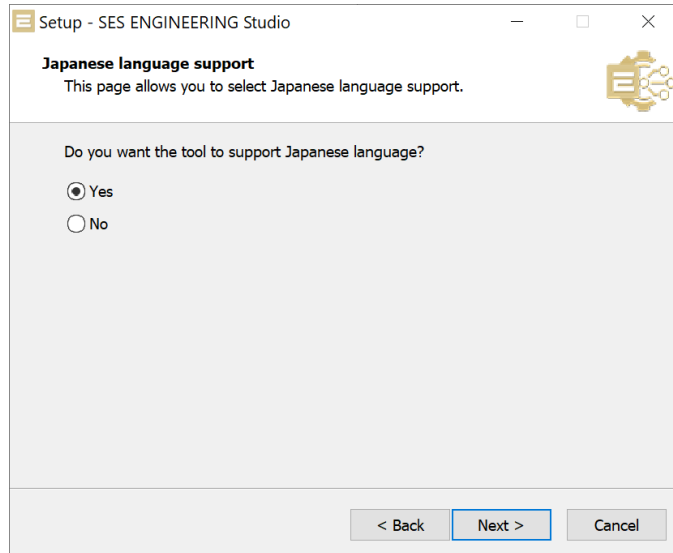 Setup - SES ENGINEERING Studio
Japanese language support
This page allows you to select Japanese language support.
Do you want the tool to support Japanese language?
Yes
No
< Back Next > Cancel